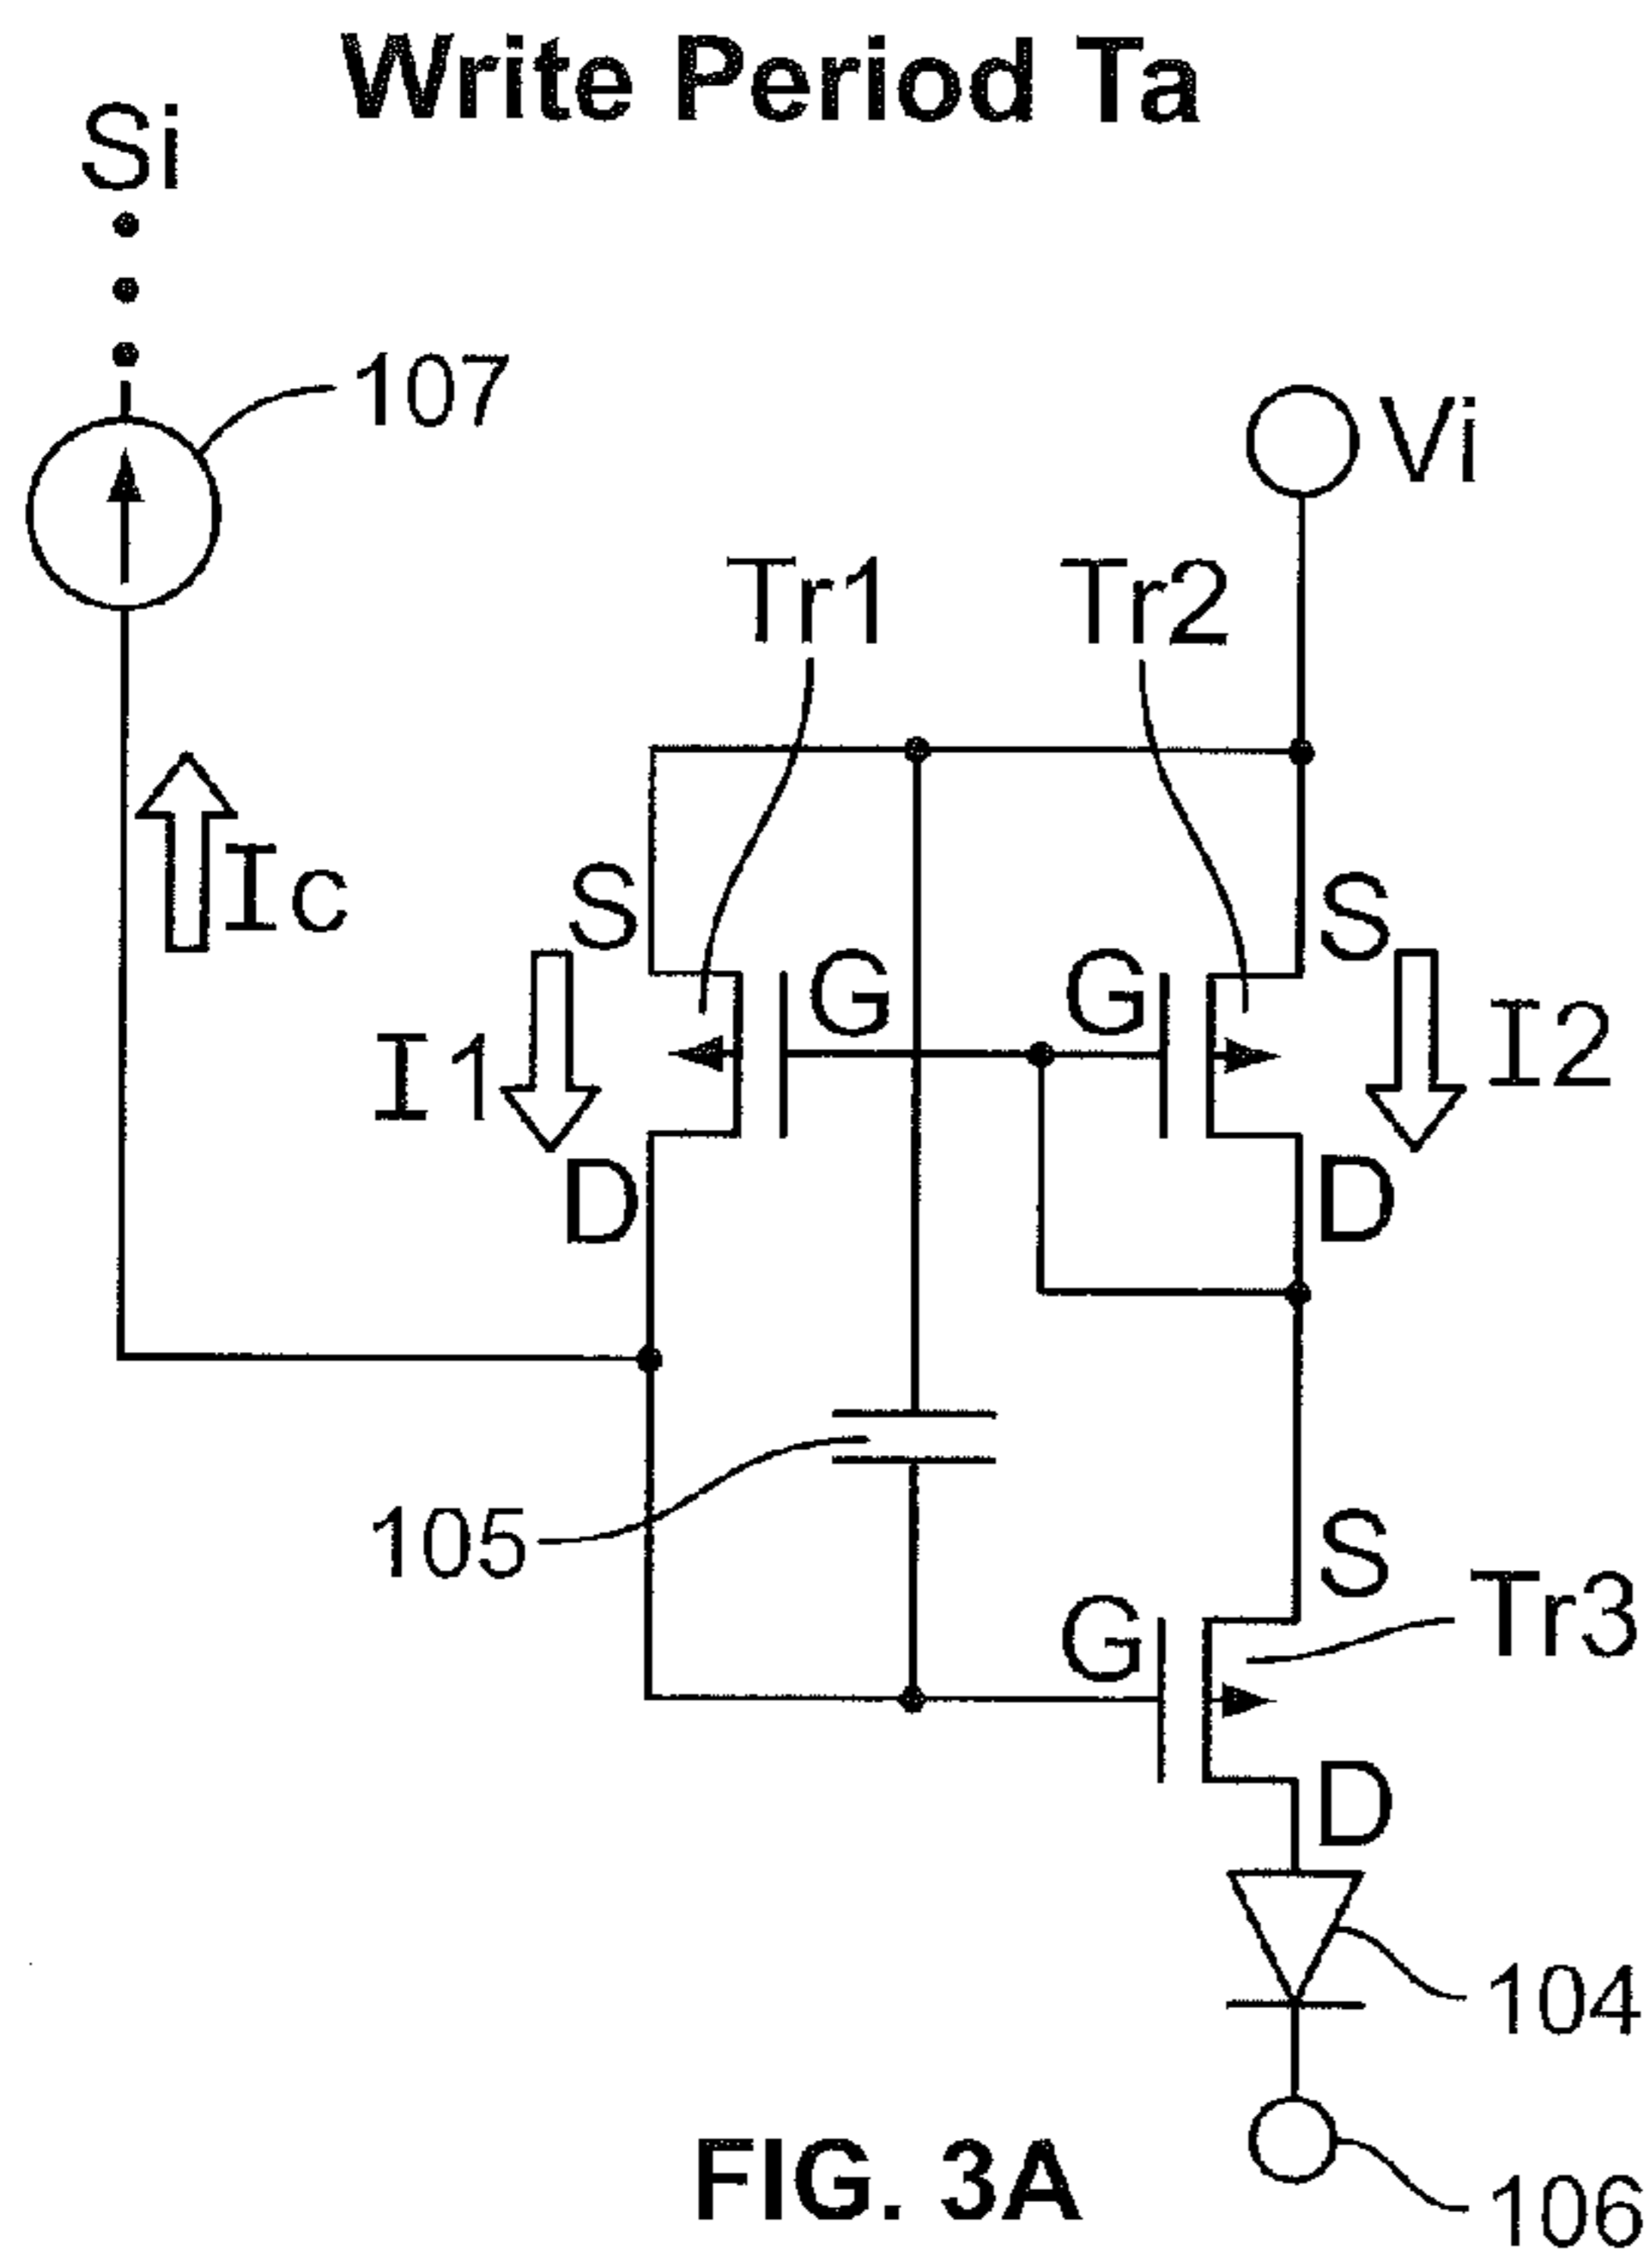 Write Period Ta
Si
107
Vi
Tr1
Tr2
Ic
S
S
G
G
I1
I2
D
D
105
S
G
Tr3
D
104
FIG. 3A
106